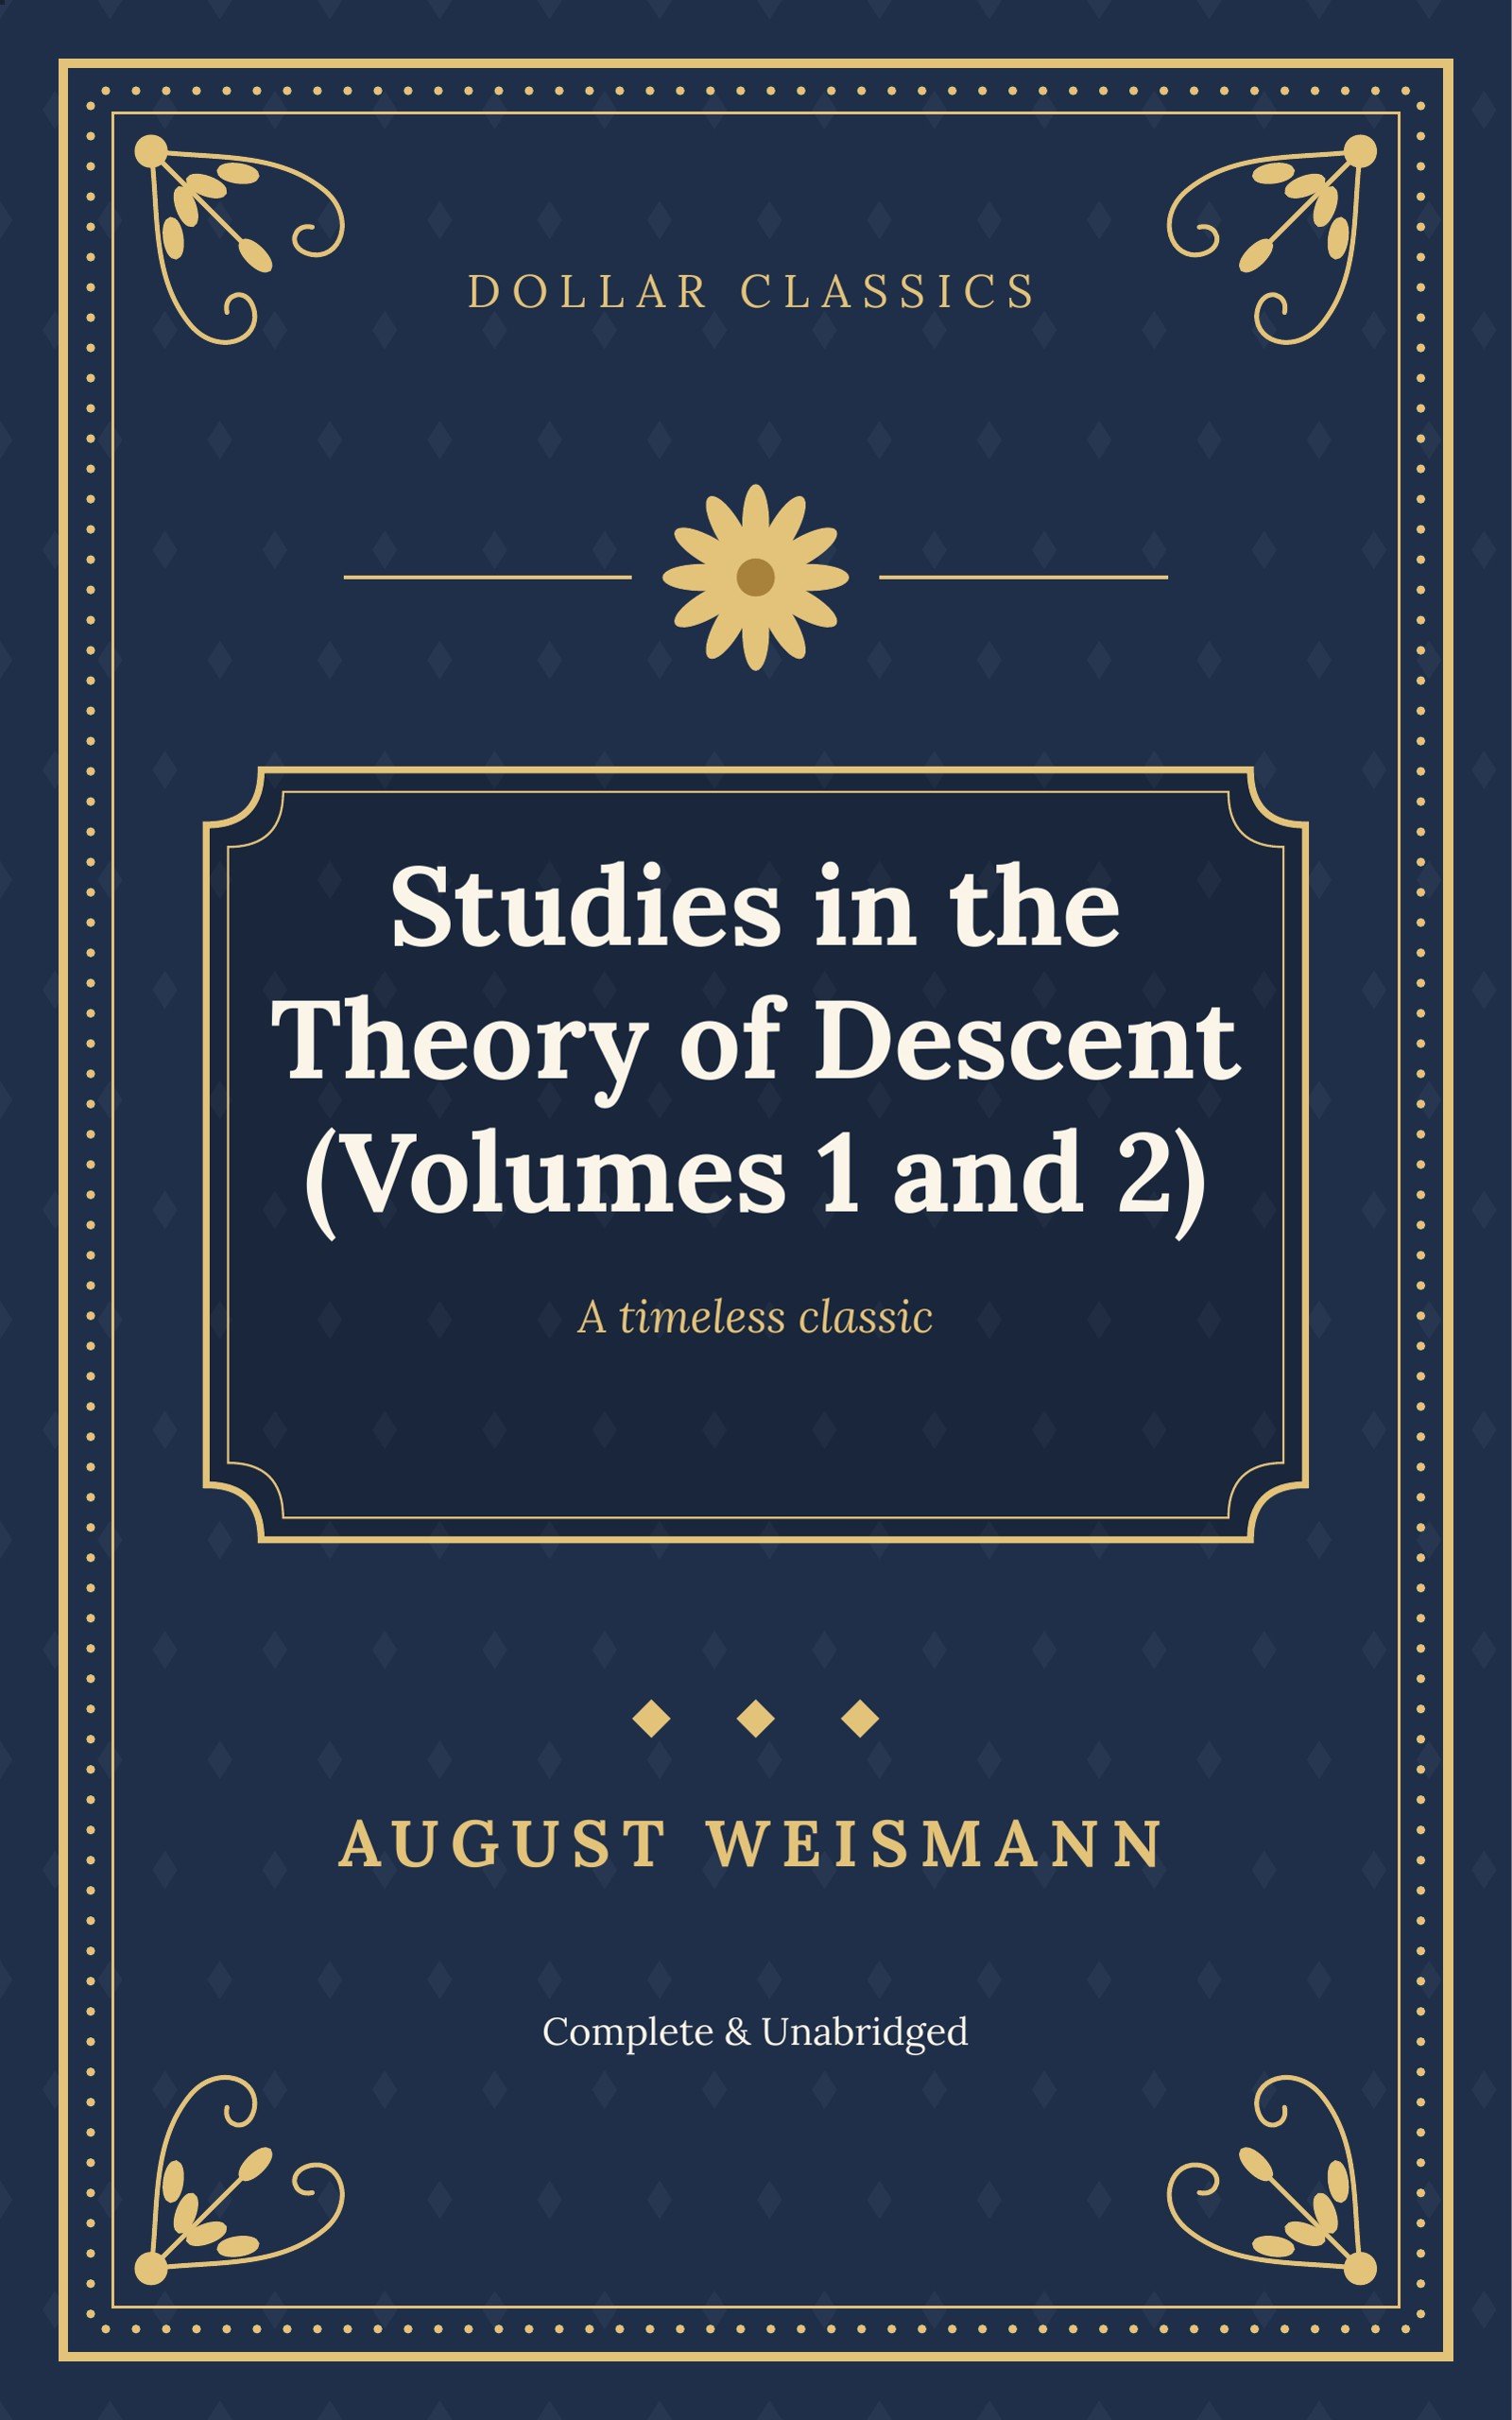 DOLLAR CLASSICS
Studies in the
Theory of Descent
(Volumes 1 and 2)
A timeless classic
AUGUST WEISMANN
Complete & Unabridged